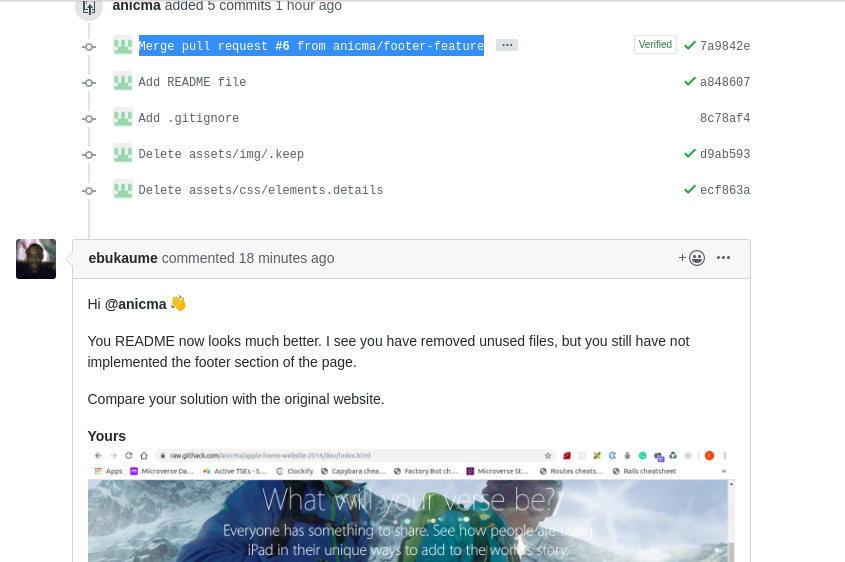 anicma added 5 commits 1 hour ago
Merge pull request #6 from anicma/footer-feature ··· Verified 7a9842e
Add README file a848607
Add .gitignore 8c78af4
Delete assets/img/.keep d9ab593
Delete assets/css/elements.details ecf863a
ebukaume commented 18 minutes ago + ···
Hi @anicma 👋
You README now looks much better. I see you have removed unused files, but you still have not
implemented the footer section of the page.
Compare your solution with the original website.
Yours
raw.githack.com/anicma/apple-home-website-2014/dev/index.html
Apps Microverse Da... Active TSEs - S... Clockify Capybara chea... Factory Bot ch... Microverse St... Routes cheats... Rails cheatsheet »
What will your verse be?
Everyone has something to share. See how people are using
iPad in their unique ways to add to the world's story.